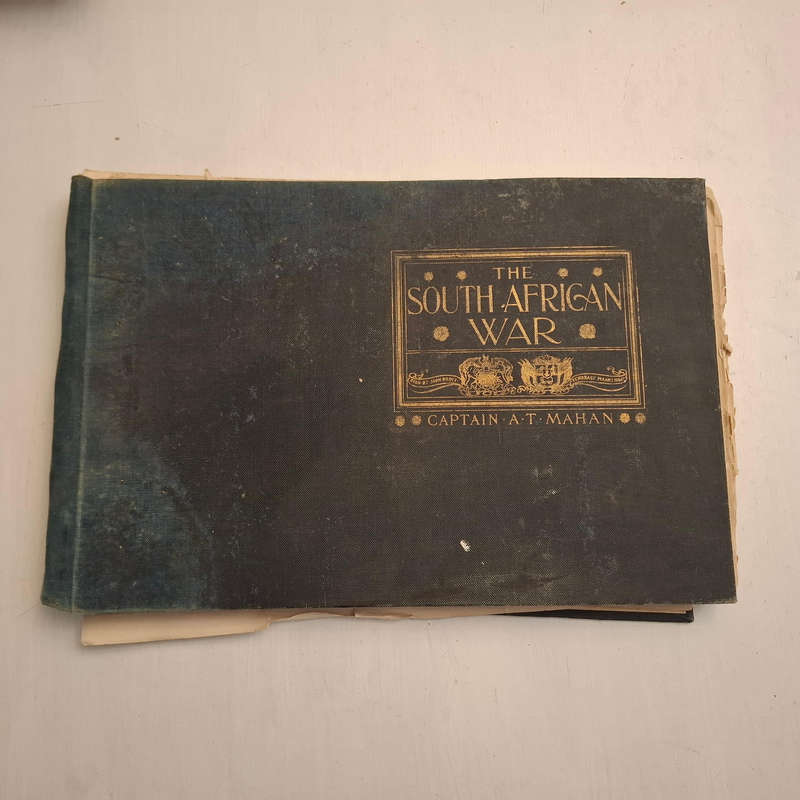 THE
SOUTH AFRICAN
WAR
CAPTAIN · A · T · MAHAN